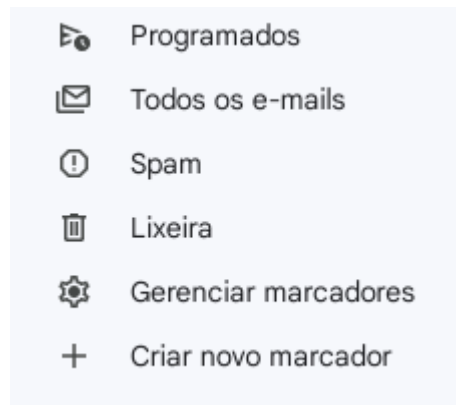 Programados
Todos os e-mails
Spam
Lixeira
Gerenciar marcadores
Criar novo marcador